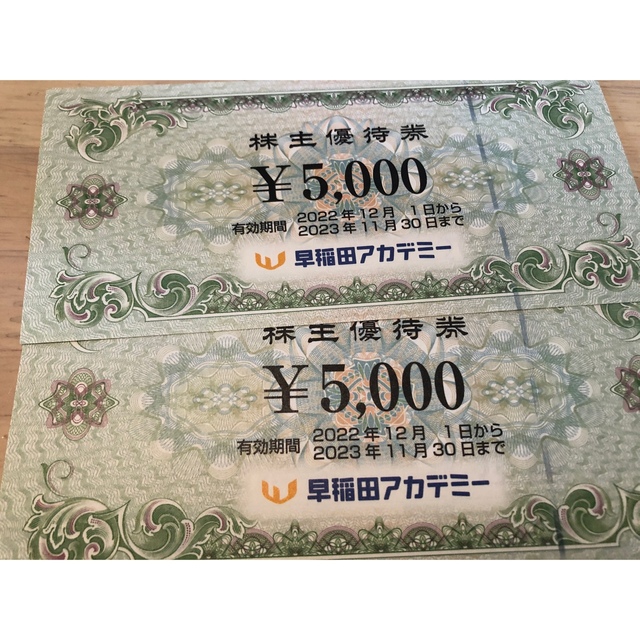 株主優待券
￥5,000
有効期間 2022年12月 1日から
2023年11月30日まで
早稲田アカデミー
株主優待券
￥5,000
有効期間 2022年12月 1日から
2023年11月30日まで
早稲田アカデミー